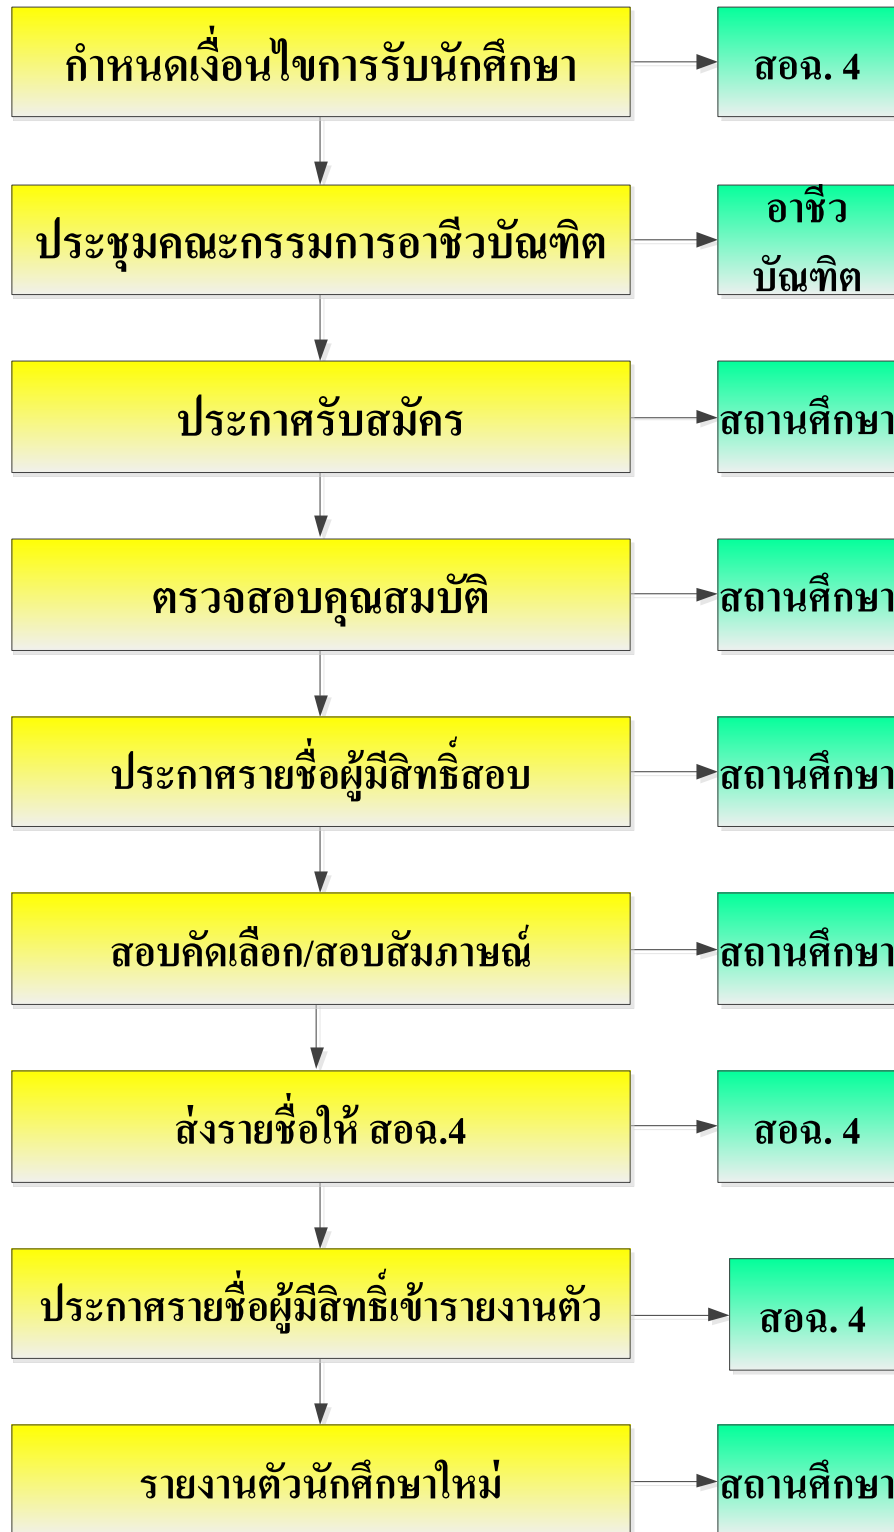 กำหนดเงื่อนไขการรับนักศึกษา
สอฉ. 4
ประชุมคณะกรรมการอาชีวบัณฑิต
อาชีว
บัณฑิต
ประกาศรับสมัคร
สถานศึกษา
ตรวจสอบคุณสมบัติ
สถานศึกษา
ประกาศรายชื่อผู้มีสิทธิ์สอบ
สถานศึกษา
สอบคัดเลือก/สอบสัมภาษณ์
สถานศึกษา
ส่งรายชื่อให้ สอฉ.4
สอฉ. 4
ประกาศรายชื่อผู้มีสิทธิ์เข้ารายงานตัว
สอฉ. 4
รายงานตัวนักศึกษาใหม่
สถานศึกษา